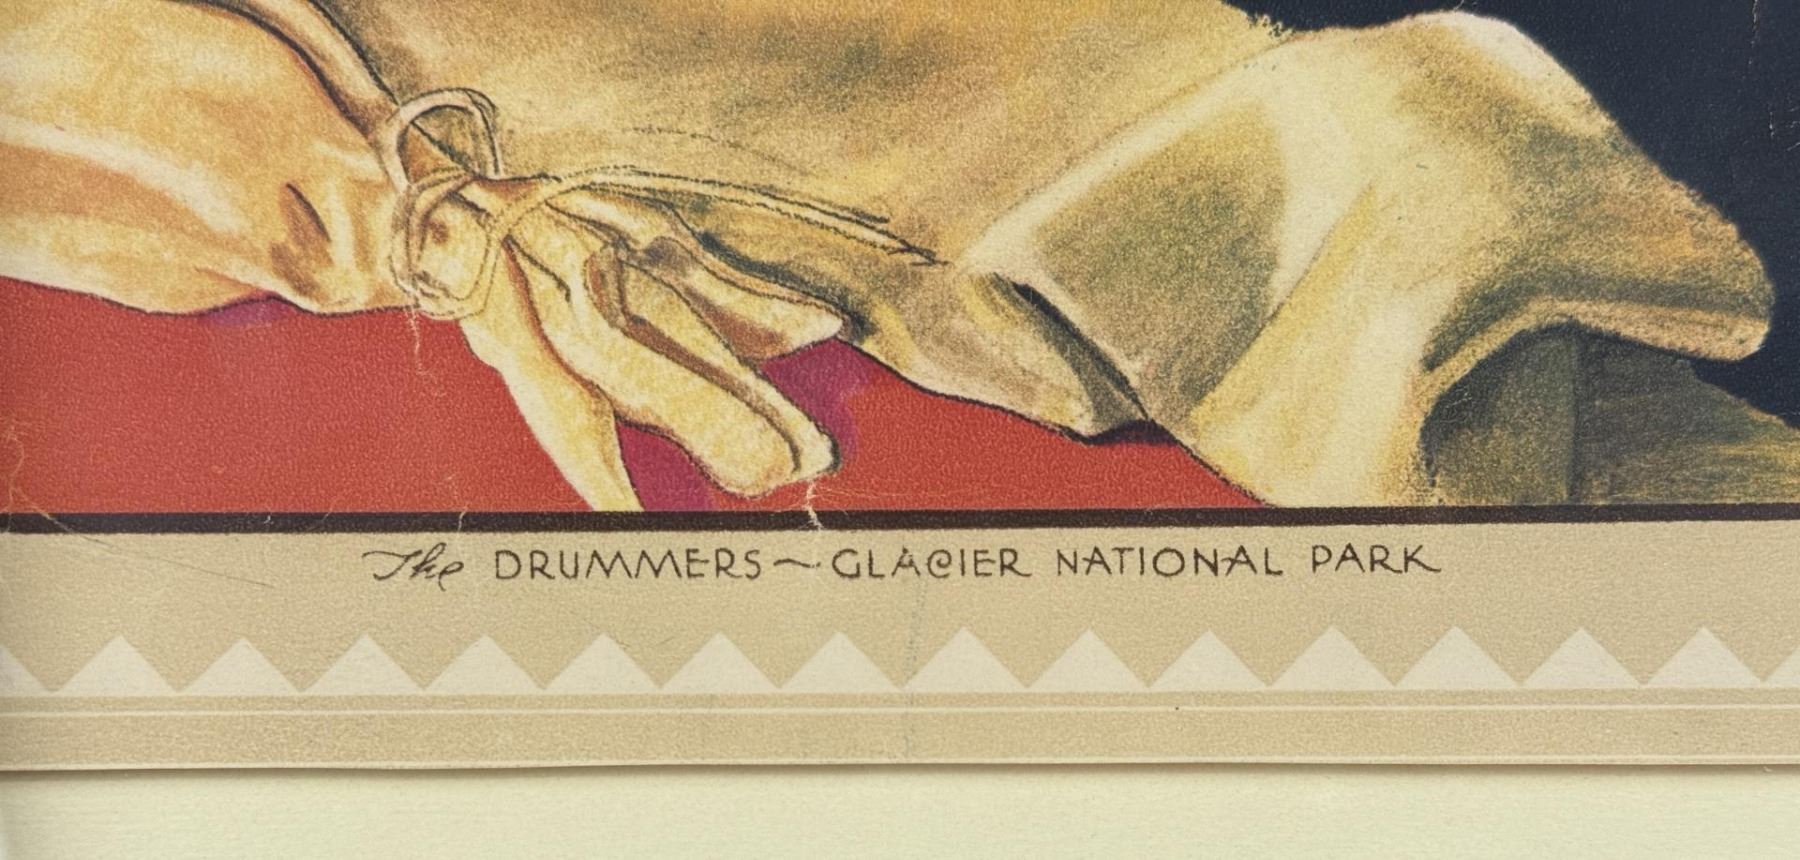 The DRUMMERS ~ GLACIER NATIONAL PARK